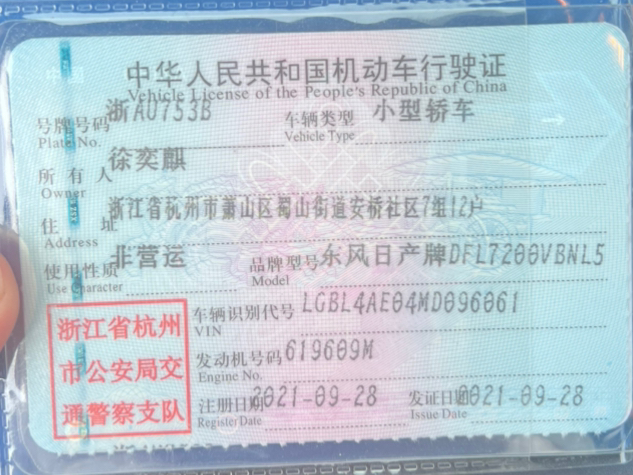 中华人民共和国机动车行驶证
Vehicle License of the People's Republic of China
号牌号码 浙A0753B 车辆类型 小型轿车
Plate No. Vehicle Type
所有人 徐奕麒
Owner
住址 浙江省杭州市萧山区蜀山街道安桥社区7组12户
Address
使用性质 非营运 品牌型号 东风日产牌DFL7200VBNL5
Use Character Model
浙江省杭州
市公安局交
通警察支队
车辆识别代号 LGBL4AE04MD096061
VIN
发动机号码 619609M
Engine No.
注册日期 2021-09-28 发证日期 2021-09-28
Register Date Issue Date